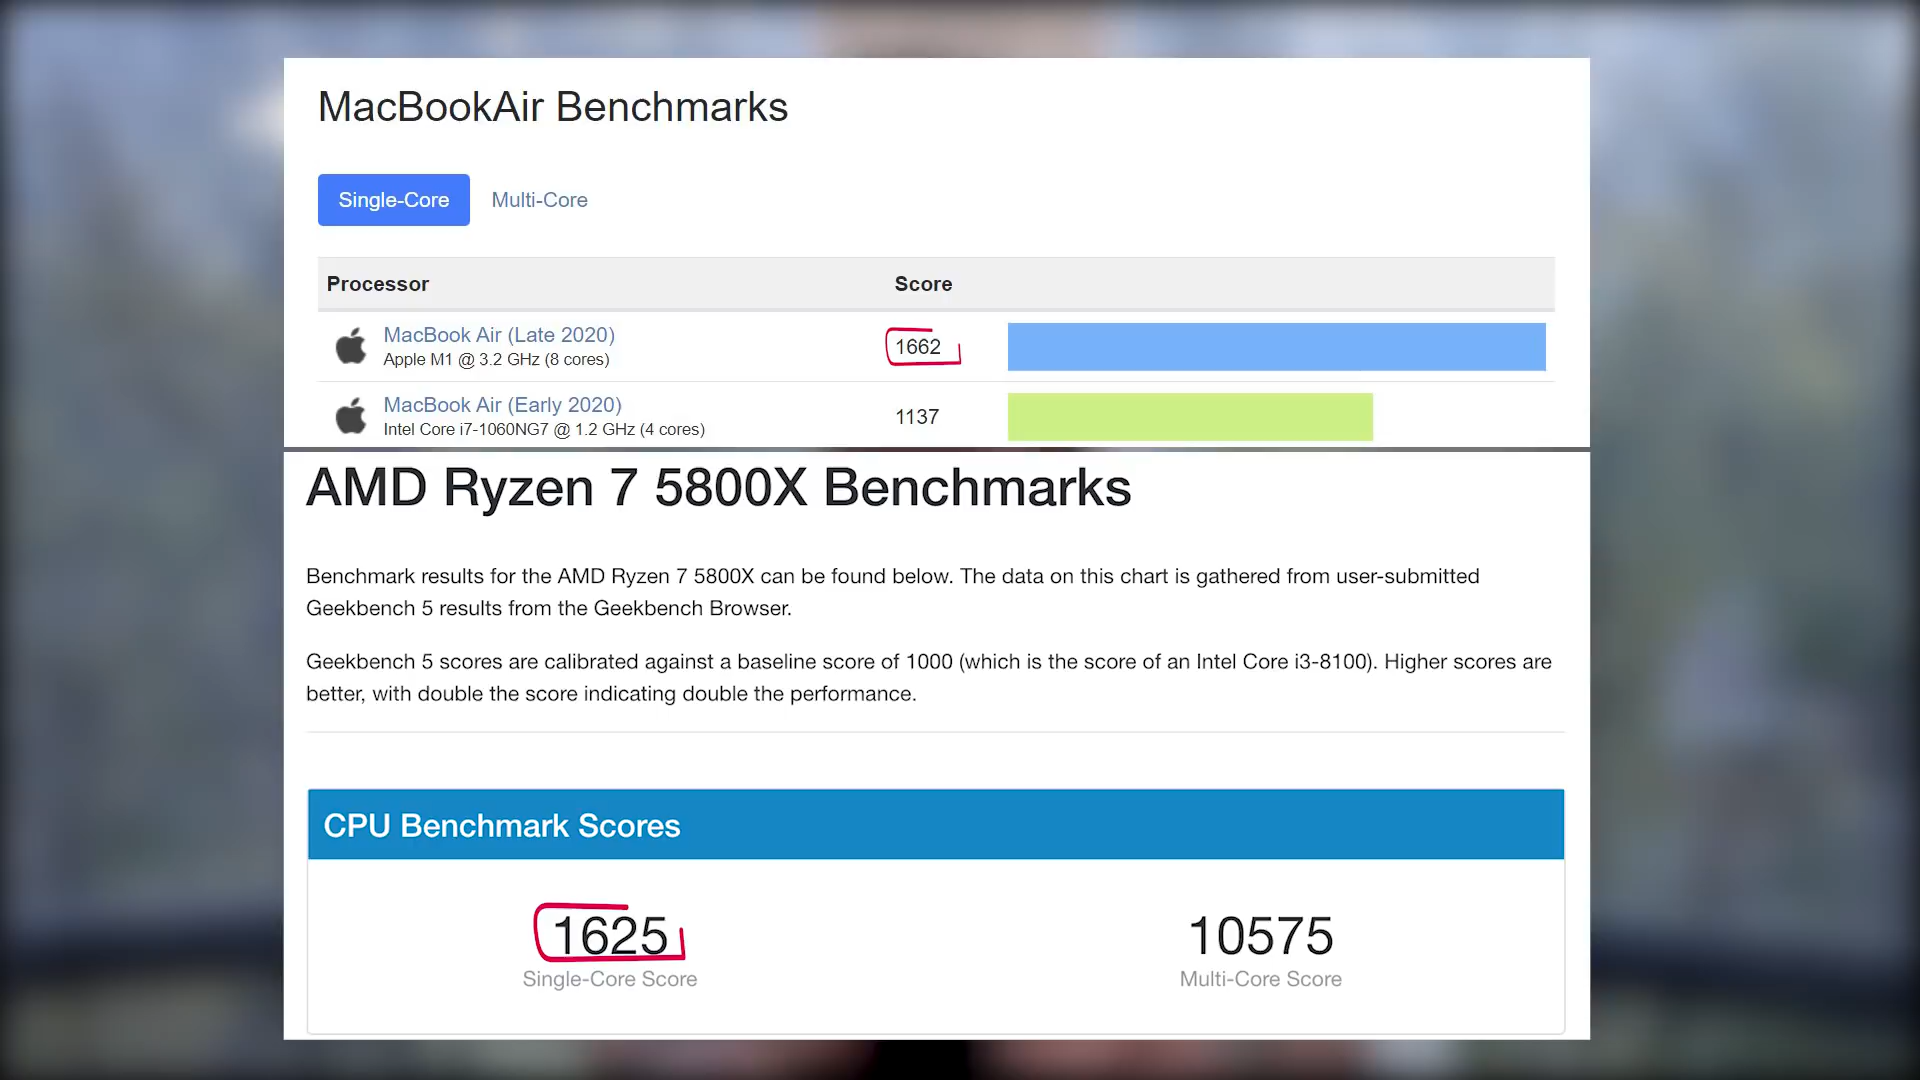 MacBookAir Benchmarks
Single-Core Multi-Core
Processor Score
MacBook Air (Late 2020)
Apple M1 @ 3.2 GHz (8 cores)
1662
MacBook Air (Early 2020)
Intel Core i7-1060NG7 @ 1.2 GHz (4 cores)
1137
AMD Ryzen 7 5800X Benchmarks
Benchmark results for the AMD Ryzen 7 5800X can be found below. The data on this chart is gathered from user-submitted
Geekbench 5 results from the Geekbench Browser.
Geekbench 5 scores are calibrated against a baseline score of 1000 (which is the score of an Intel Core i3-8100). Higher scores are
better, with double the score indicating double the performance.
CPU Benchmark Scores
1625
Single-Core Score
10575
Multi-Core Score